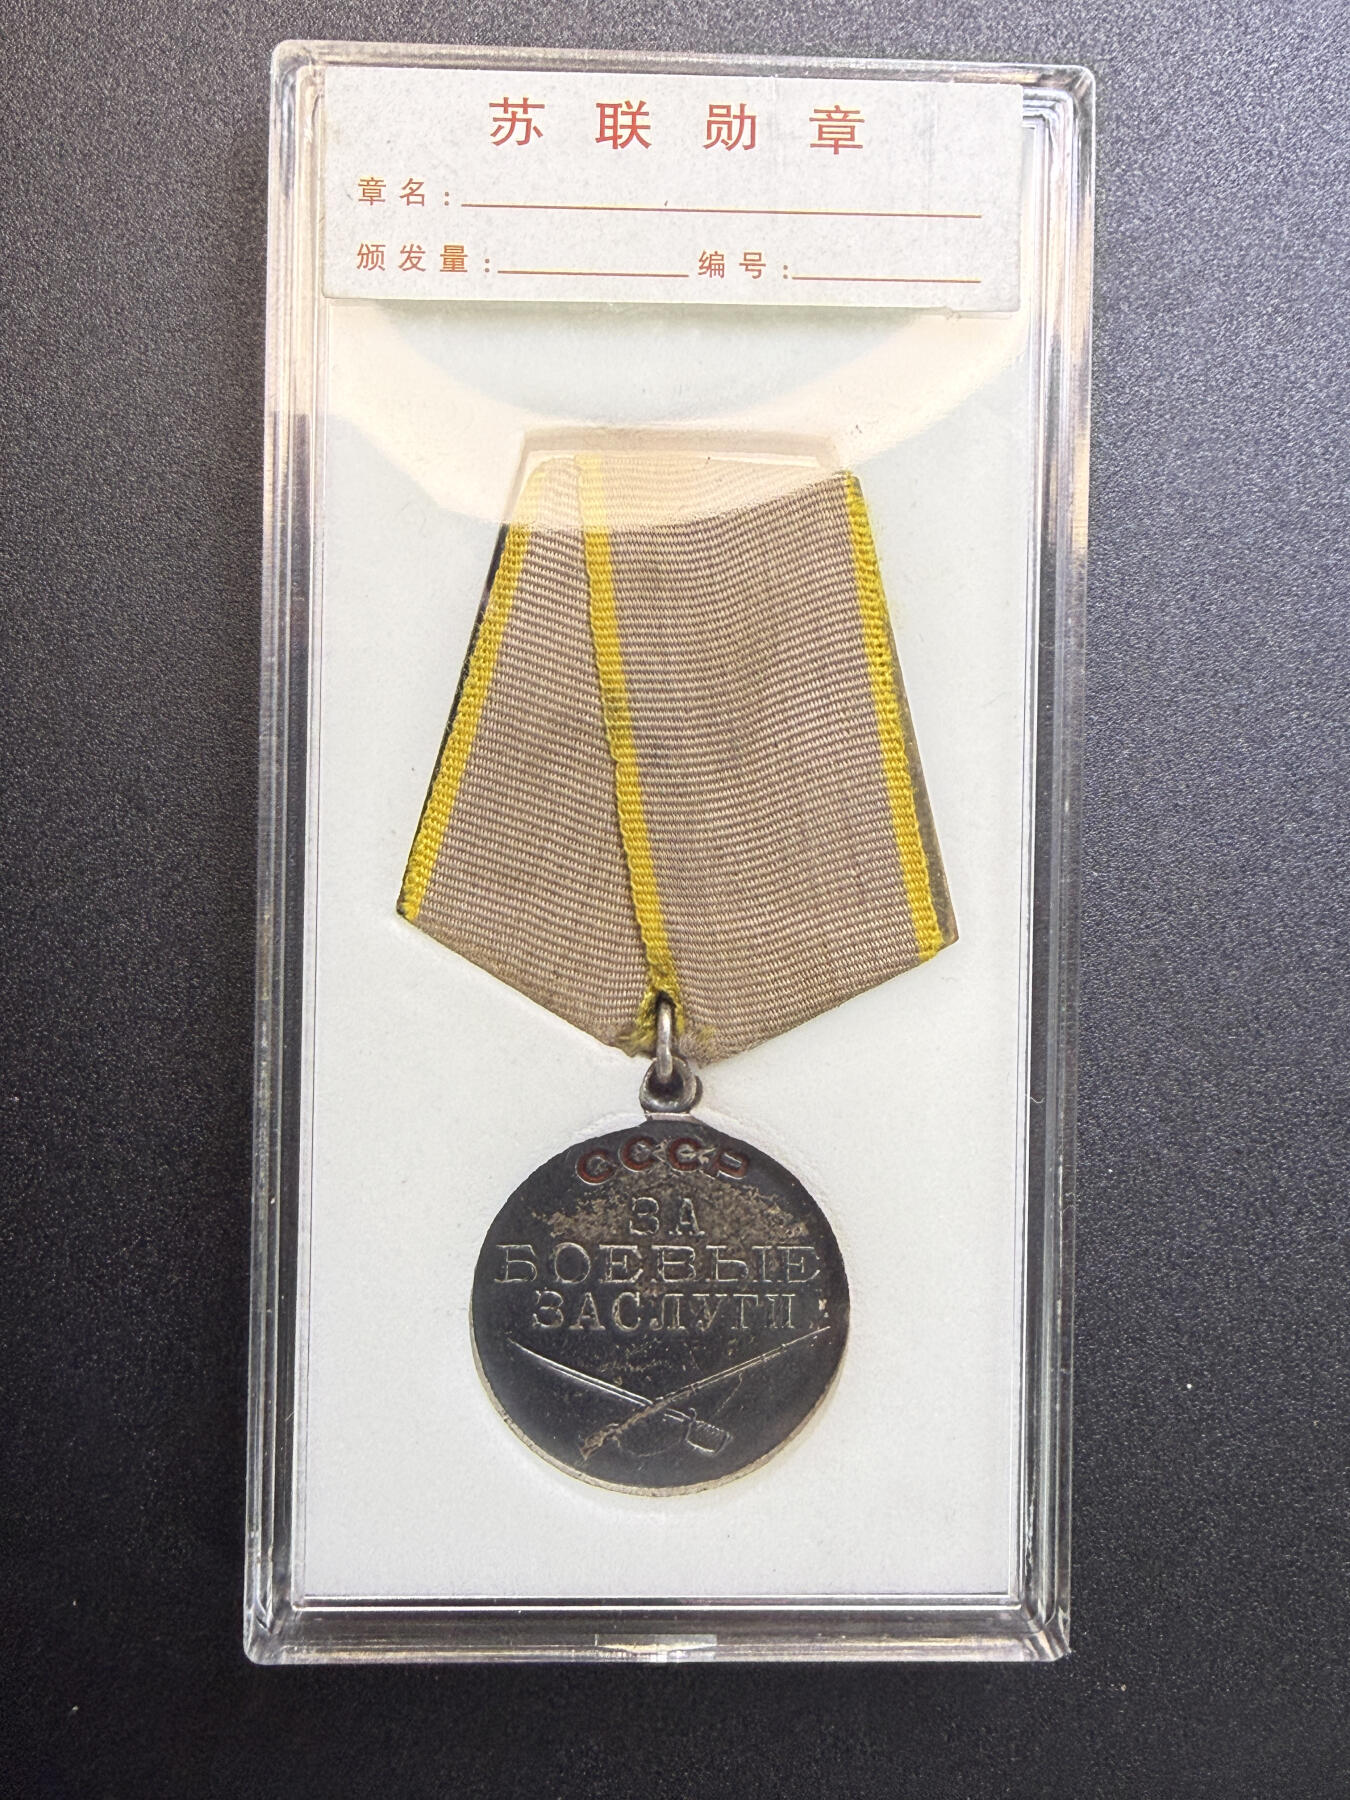 苏联勋章
章名:
颁发量: 编号:
СССР
ЗА
БОЕВЫЕ
ЗАСЛУГИ